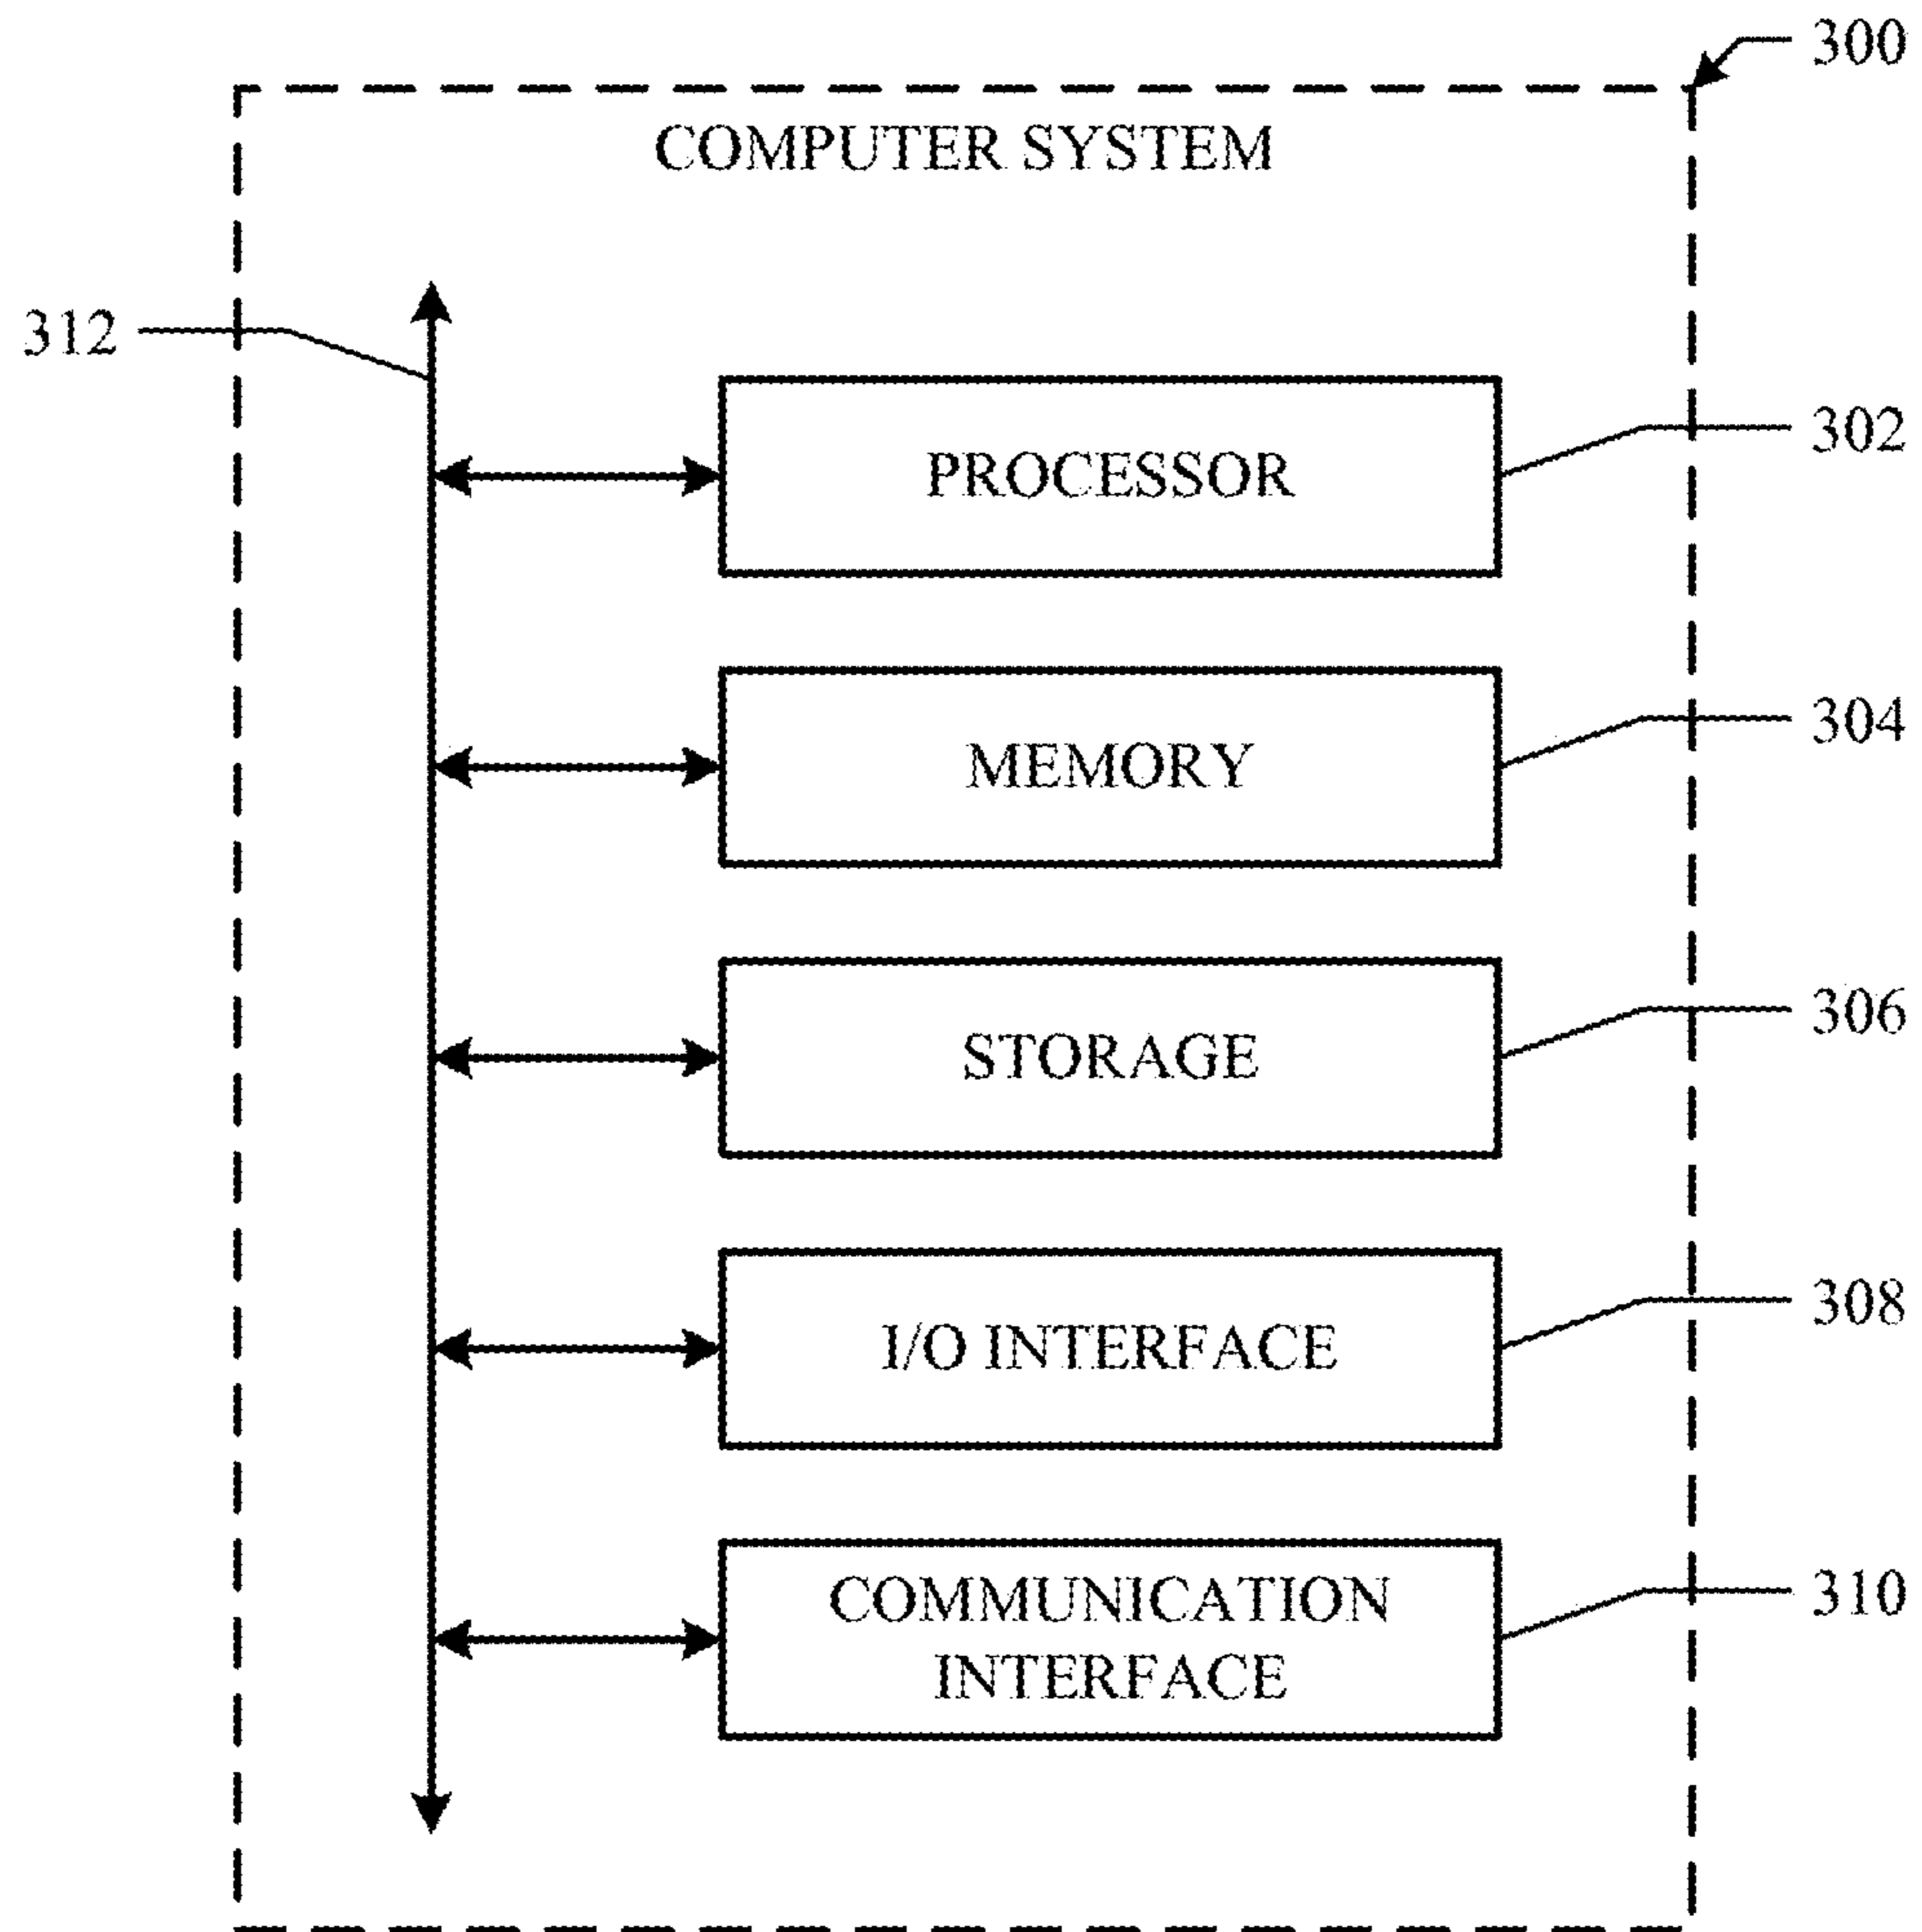 300
COMPUTER SYSTEM
312
302
PROCESSOR
304
MEMORY
306
STORAGE
308
I/O INTERFACE
310
COMMUNICATION
INTERFACE